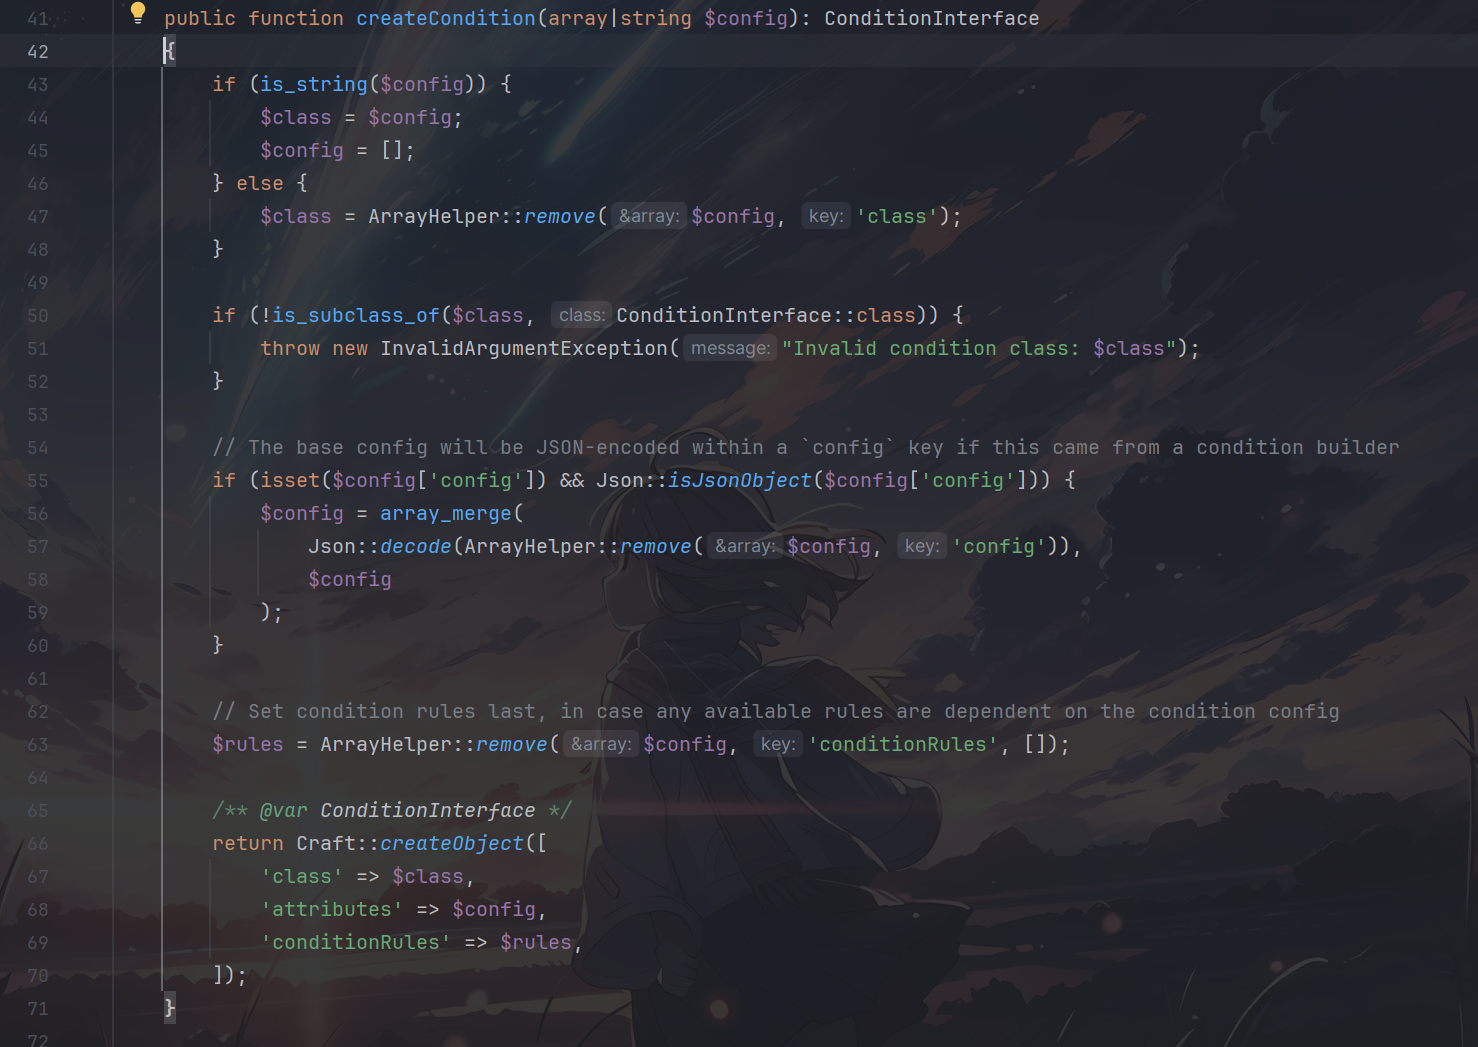 41 public function createCondition(array|string $config): ConditionInterface
42 {
43 if (is_string($config)) {
44 $class = $config;
45 $config = [];
46 } else {
47 $class = ArrayHelper::remove( &array: $config, key: 'class');
48 }
49
50 if (!is_subclass_of($class, class: ConditionInterface::class)) {
51 throw new InvalidArgumentException( message: "Invalid condition class: $class");
52 }
53
54 // The base config will be JSON-encoded within a `config` key if this came from a condition builder
55 if (isset($config['config']) && Json::isJsonObject($config['config'])) {
56 $config = array_merge(
57 Json::decode(ArrayHelper::remove( &array: $config, key: 'config')),
58 $config
59 );
60 }
61
62 // Set condition rules last, in case any available rules are dependent on the condition config
63 $rules = ArrayHelper::remove( &array: $config, key: 'conditionRules', []);
64
65 /** @var ConditionInterface */
66 return Craft::createObject([
67 'class' => $class,
68 'attributes' => $config,
69 'conditionRules' => $rules,
70 ]);
71 }
72